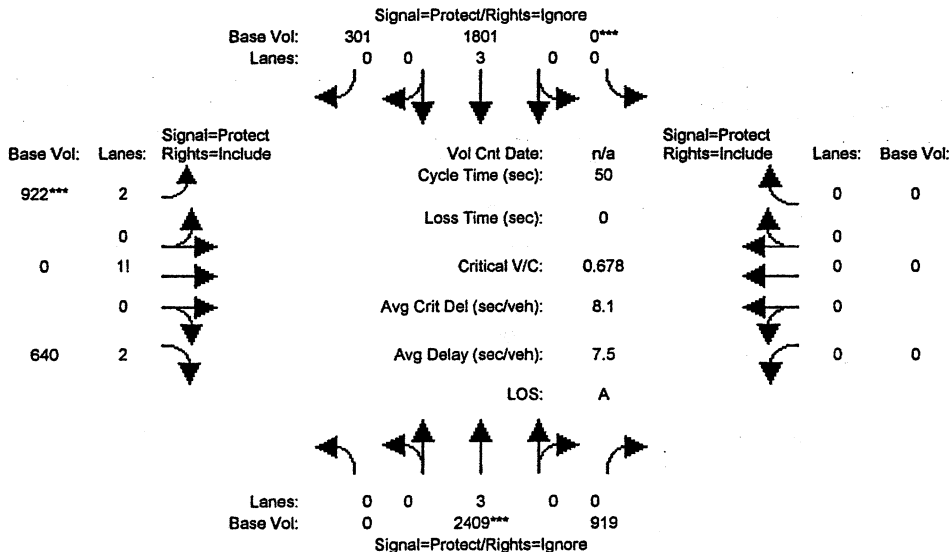 Signal=Protect/Rights=Ignore
Base Vol: 301 1801 0***
Lanes: 0 0 3 0 0
Signal=Protect
Base Vol: Lanes: Rights=Include
Vol Cnt Date: n/a
Signal=Protect
Rights=Include Lanes: Base Vol:
Cycle Time (sec): 50
922*** 2
0 0
Loss Time (sec): 0
0
0
0 1!
Critical V/C: 0.678
0 0
0
Avg Crit Del (sec/veh): 8.1
0
640 2
Avg Delay (sec/veh): 7.5
0 0
LOS: A
Lanes: 0 0 3 0 0
Base Vol: 0 2409*** 919
Signal=Protect/Rights=Ignore